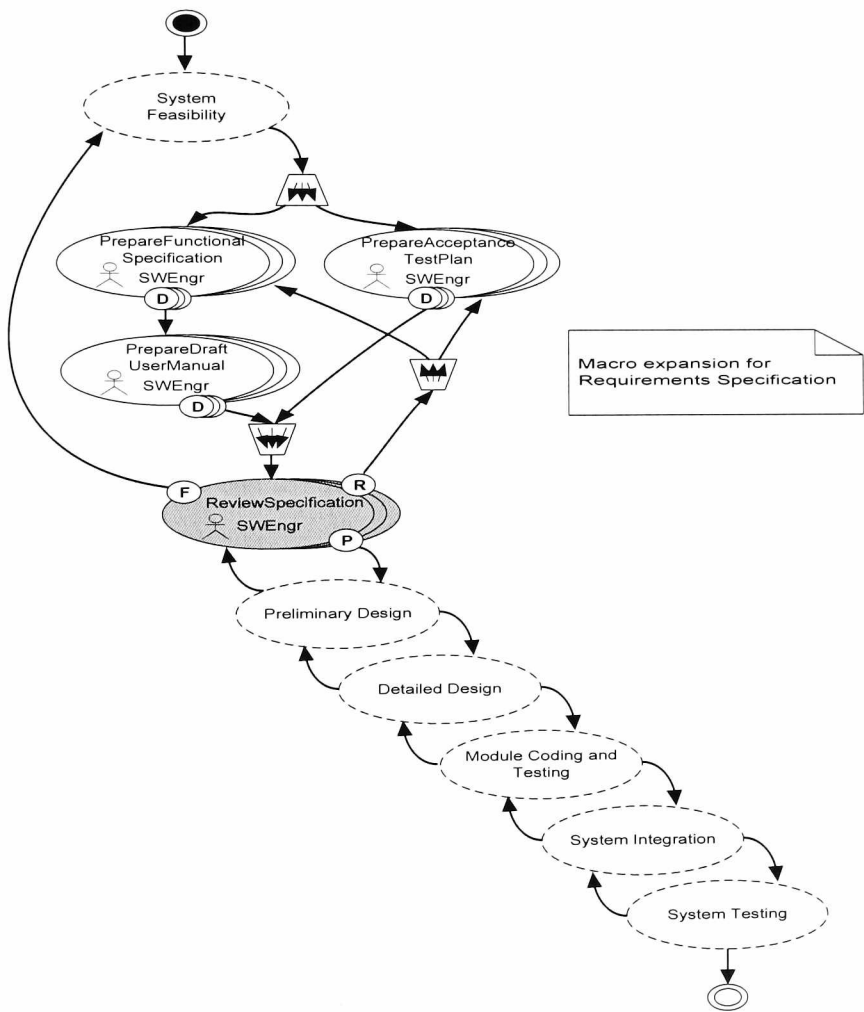 System
Feasibility
PrepareFunctional
Specification
SWEngr
D
PrepareAcceptance
TestPlan
SWEngr
D
PrepareDraft
UserManual
SWEngr
D
Macro expansion for
Requirements Specification
F
R
ReviewSpecification
SWEngr
P
Preliminary Design
Detailed Design
Module Coding and
Testing
System Integration
System Testing